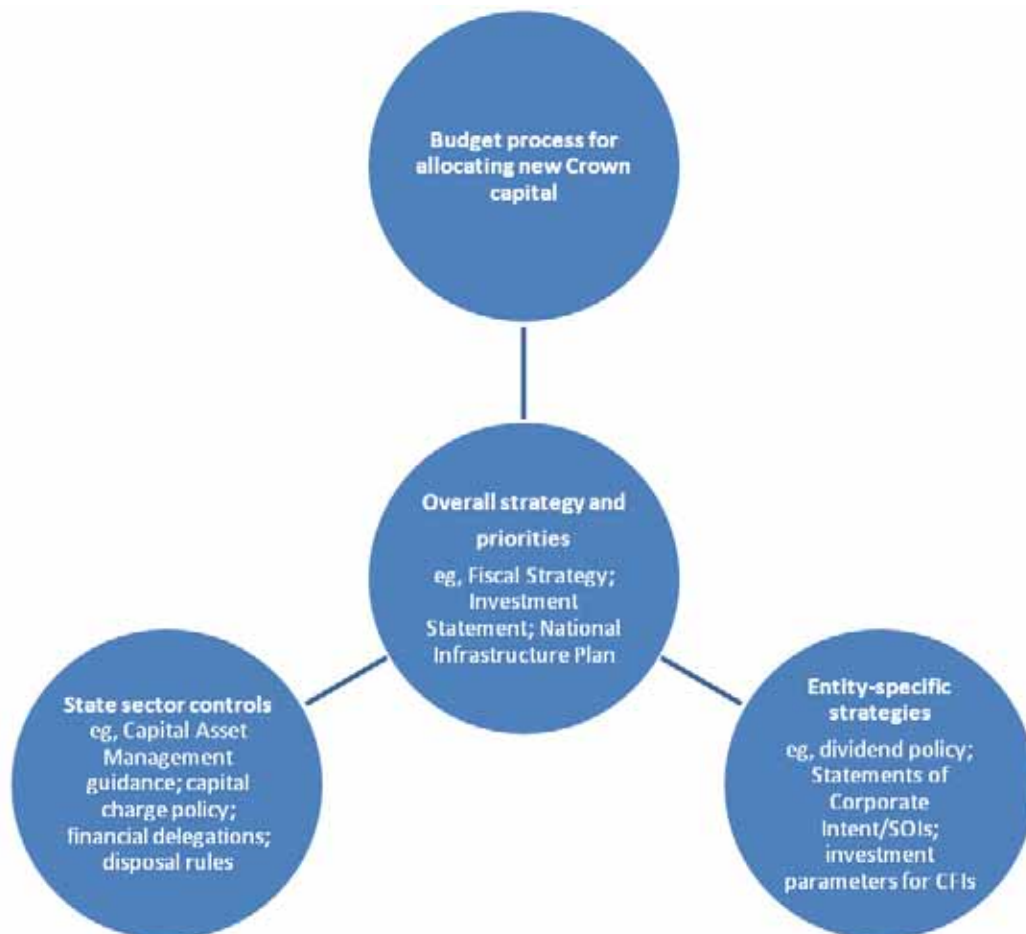 Budget process for
allocating new Crown
capital
Overall strategy and
priorities
eg, Fiscal Strategy;
Investment
Statement; National
Infrastructure Plan
State sector controls
eg, Capital Asset
Management
guidance; capital
charge policy;
financial delegations;
disposal rules
Entity-specific
strategies
eg, dividend policy;
Statements of
Corporate
Intent/SOIs;
investment
parameters for CFIs